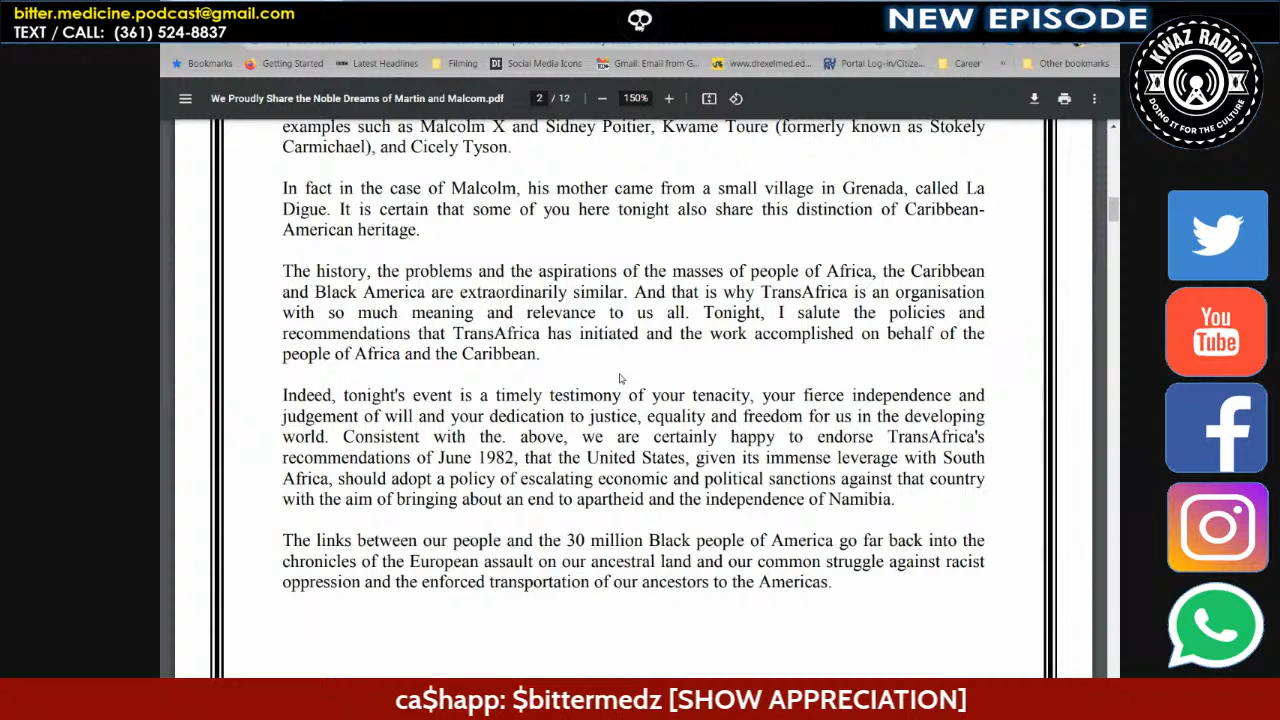 bitter.medicine.podcast@gmail.com
TEXT / CALL: (361) 524-8837
NEW EPISODE
KWAZ RADIO
DOING IT FOR THE CULTURE
Bookmarks
Getting Started
Latest Headlines
Filming
DI Social Media Icons
Gmail: Email from G...
www.drexelmed.ed...
Portal Log-in/Citize...
Career
»
Other bookmarks
We Proudly Share the Noble Dreams of Martin and Malcom.pdf
2 / 12
150%
examples such as Malcolm X and Sidney Poitier, Kwame Toure (formerly known as Stokely
Carmichael), and Cicely Tyson.
In fact in the case of Malcolm, his mother came from a small village in Grenada, called La
Digue. It is certain that some of you here tonight also share this distinction of Caribbean-
American heritage.
The history, the problems and the aspirations of the masses of people of Africa, the Caribbean
and Black America are extraordinarily similar. And that is why TransAfrica is an organisation
with so much meaning and relevance to us all. Tonight, I salute the policies and
recommendations that TransAfrica has initiated and the work accomplished on behalf of the
people of Africa and the Caribbean.
Indeed, tonight's event is a timely testimony of your tenacity, your fierce independence and
judgement of will and your dedication to justice, equality and freedom for us in the developing
world. Consistent with the. above, we are certainly happy to endorse TransAfrica's
recommendations of June 1982, that the United States, given its immense leverage with South
Africa, should adopt a policy of escalating economic and political sanctions against that country
with the aim of bringing about an end to apartheid and the independence of Namibia.
The links between our people and the 30 million Black people of America go far back into the
chronicles of the European assault on our ancestral land and our common struggle against racist
oppression and the enforced transportation of our ancestors to the Americas.
You
Tube
ca$happ: $bittermedz [SHOW APPRECIATION]